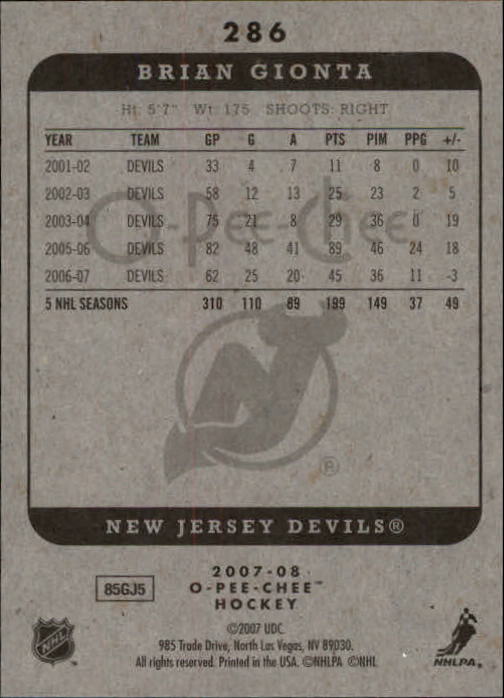 286
BRIAN GIONTA
Ht: 5'7" Wt: 175 SHOOTS: RIGHT
YEAR TEAM GP G A PTS PIM PPG +/-
2001-02 DEVILS 33 4 7 11 8 0 10
2002-03 DEVILS 58 12 13 25 23 2 5
2003-04 DEVILS 75 21 8 29 36 0 19
2005-06 DEVILS 82 48 41 89 46 24 18
2006-07 DEVILS 62 25 20 45 36 11 -3
5 NHL SEASONS 310 110 89 199 149 37 49
O-Pee-Chee
®
NEW JERSEY DEVILS®
2007-08
85GJ5
O-PEE-CHEE™
HOCKEY
©2007 UDC
985 Trade Drive, North Las Vegas, NV 89030.
All rights reserved. Printed in the USA. ©NHLPA ©NHL
NHL
NHLPA